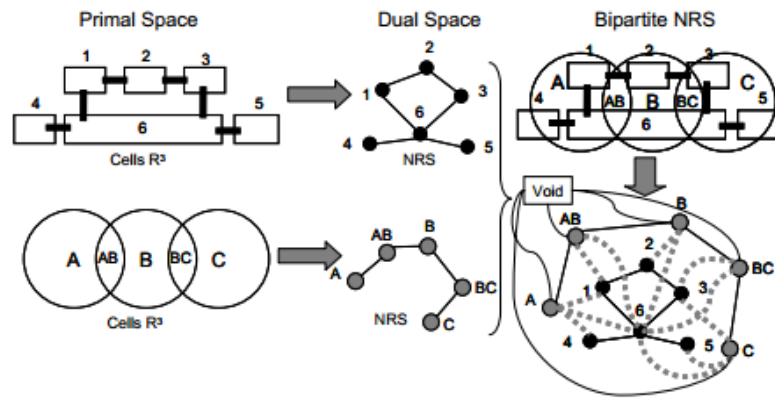 Primal Space
Dual Space
Bipartite NRS
1
2
3
4
5
6
Cells R³
1
2
3
4
5
6
NRS
1
2
3
4
5
6
A
AB
B
BC
C
A
AB
B
BC
C
Cells R³
A
AB
B
BC
C
NRS
Void
A
AB
B
BC
C
1
2
3
4
5
6